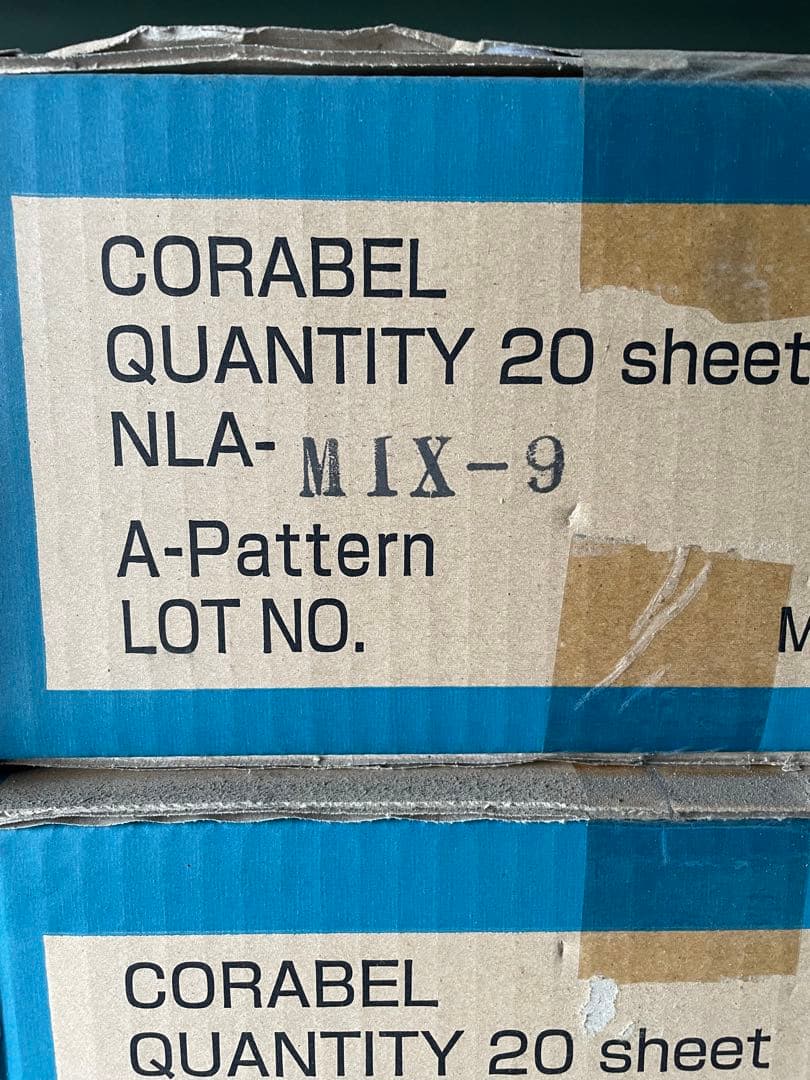 CORABEL
QUANTITY 20 sheet
NLA-MIX-9
A-Pattern
LOT NO.
CORABEL
QUANTITY 20 sheet